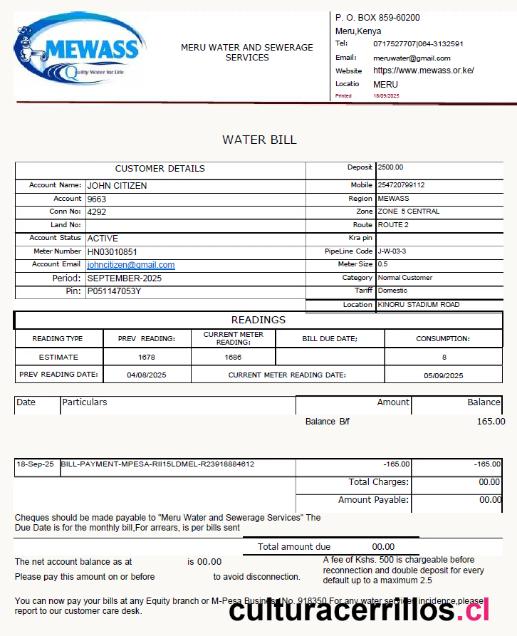 MEWASS
Quality Water for Life
MERU WATER AND SEWERAGE
SERVICES
P. O. BOX 859-60200
Meru,Kenya
Tel: 0717527707|064-3132591
Email: meruwater@gmail.com
Website https://www.mewass.or.ke/
Locatio MERU
Printed 18/09/2025
WATER BILL
CUSTOMER DETAILS Deposit 2500.00
Account Name: JOHN CITIZEN Mobile 254720799112
Account 9663 Region MEWASS
Conn No: 4292 Zone ZONE 5 CENTRAL
Land No: Route ROUTE 2
Account Status ACTIVE Kra pin
Meter Number HN03010851 PipeLine Code J-W-03-3
Account Email johncitizen@gmail.com Meter Size 0.5
Period: SEPTEMBER-2025 Category Normal Customer
Pin: P051147053Y Tariff Domestic
Location KINORU STADIUM ROAD
READINGS
READING TYPE PREV READING: CURRENT METER READING: BILL DUE DATE; CONSUMPTION:
ESTIMATE 1678 1686 8
PREV READING DATE: 04/08/2025 CURRENT METER READING DATE: 05/09/2025
Date Particulars Amount Balance
Balance B/f 165.00
18-Sep-25 BILL-PAYMENT-MPESA-RII15LDMEL-R23918884612 -165.00 -165.00
Total Charges: 00.00
Amount Payable: 00.00
Cheques should be made payable to "Meru Water and Sewerage Services" The
Due Date is for the monthly bill,For arrears, is per bills sent
Total amount due 00.00
The net account balance as at is 00.00
Please pay this amount on or before to avoid disconnection.
A fee of Kshs. 500 is chargeable before
reconnection and double deposit for every
default up to a maximum 2.5
You can now pay your bills at any Equity branch or M-Pesa Business No. 918350.For any water service incidence,please
report to our customer care desk.
culturacerrillos.cl